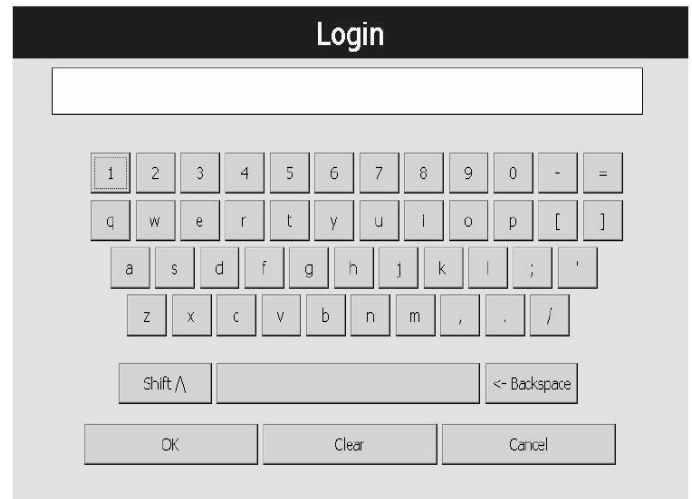 Login
1 2 3 4 5 6 7 8 9 0 - =
q w e r t y u i o p [ ]
a s d f g h j k l ; '
z x c v b n m , . /
Shift /\ <- Backspace
OK Clear Cancel